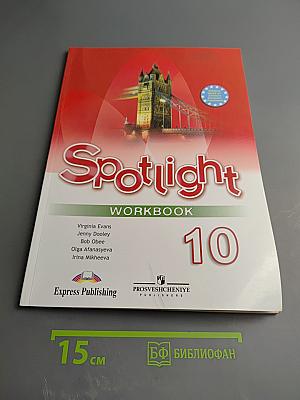 Spotlight
WORKBOOK
Virginia Evans
Jenny Dooley
Bob Obee
Olga Afanasyeva
Irina Mikheeva
10
Express Publishing
PROSVESHCHENIYE
PUBLISHERS
15 см
БФ БИБЛИОФАН